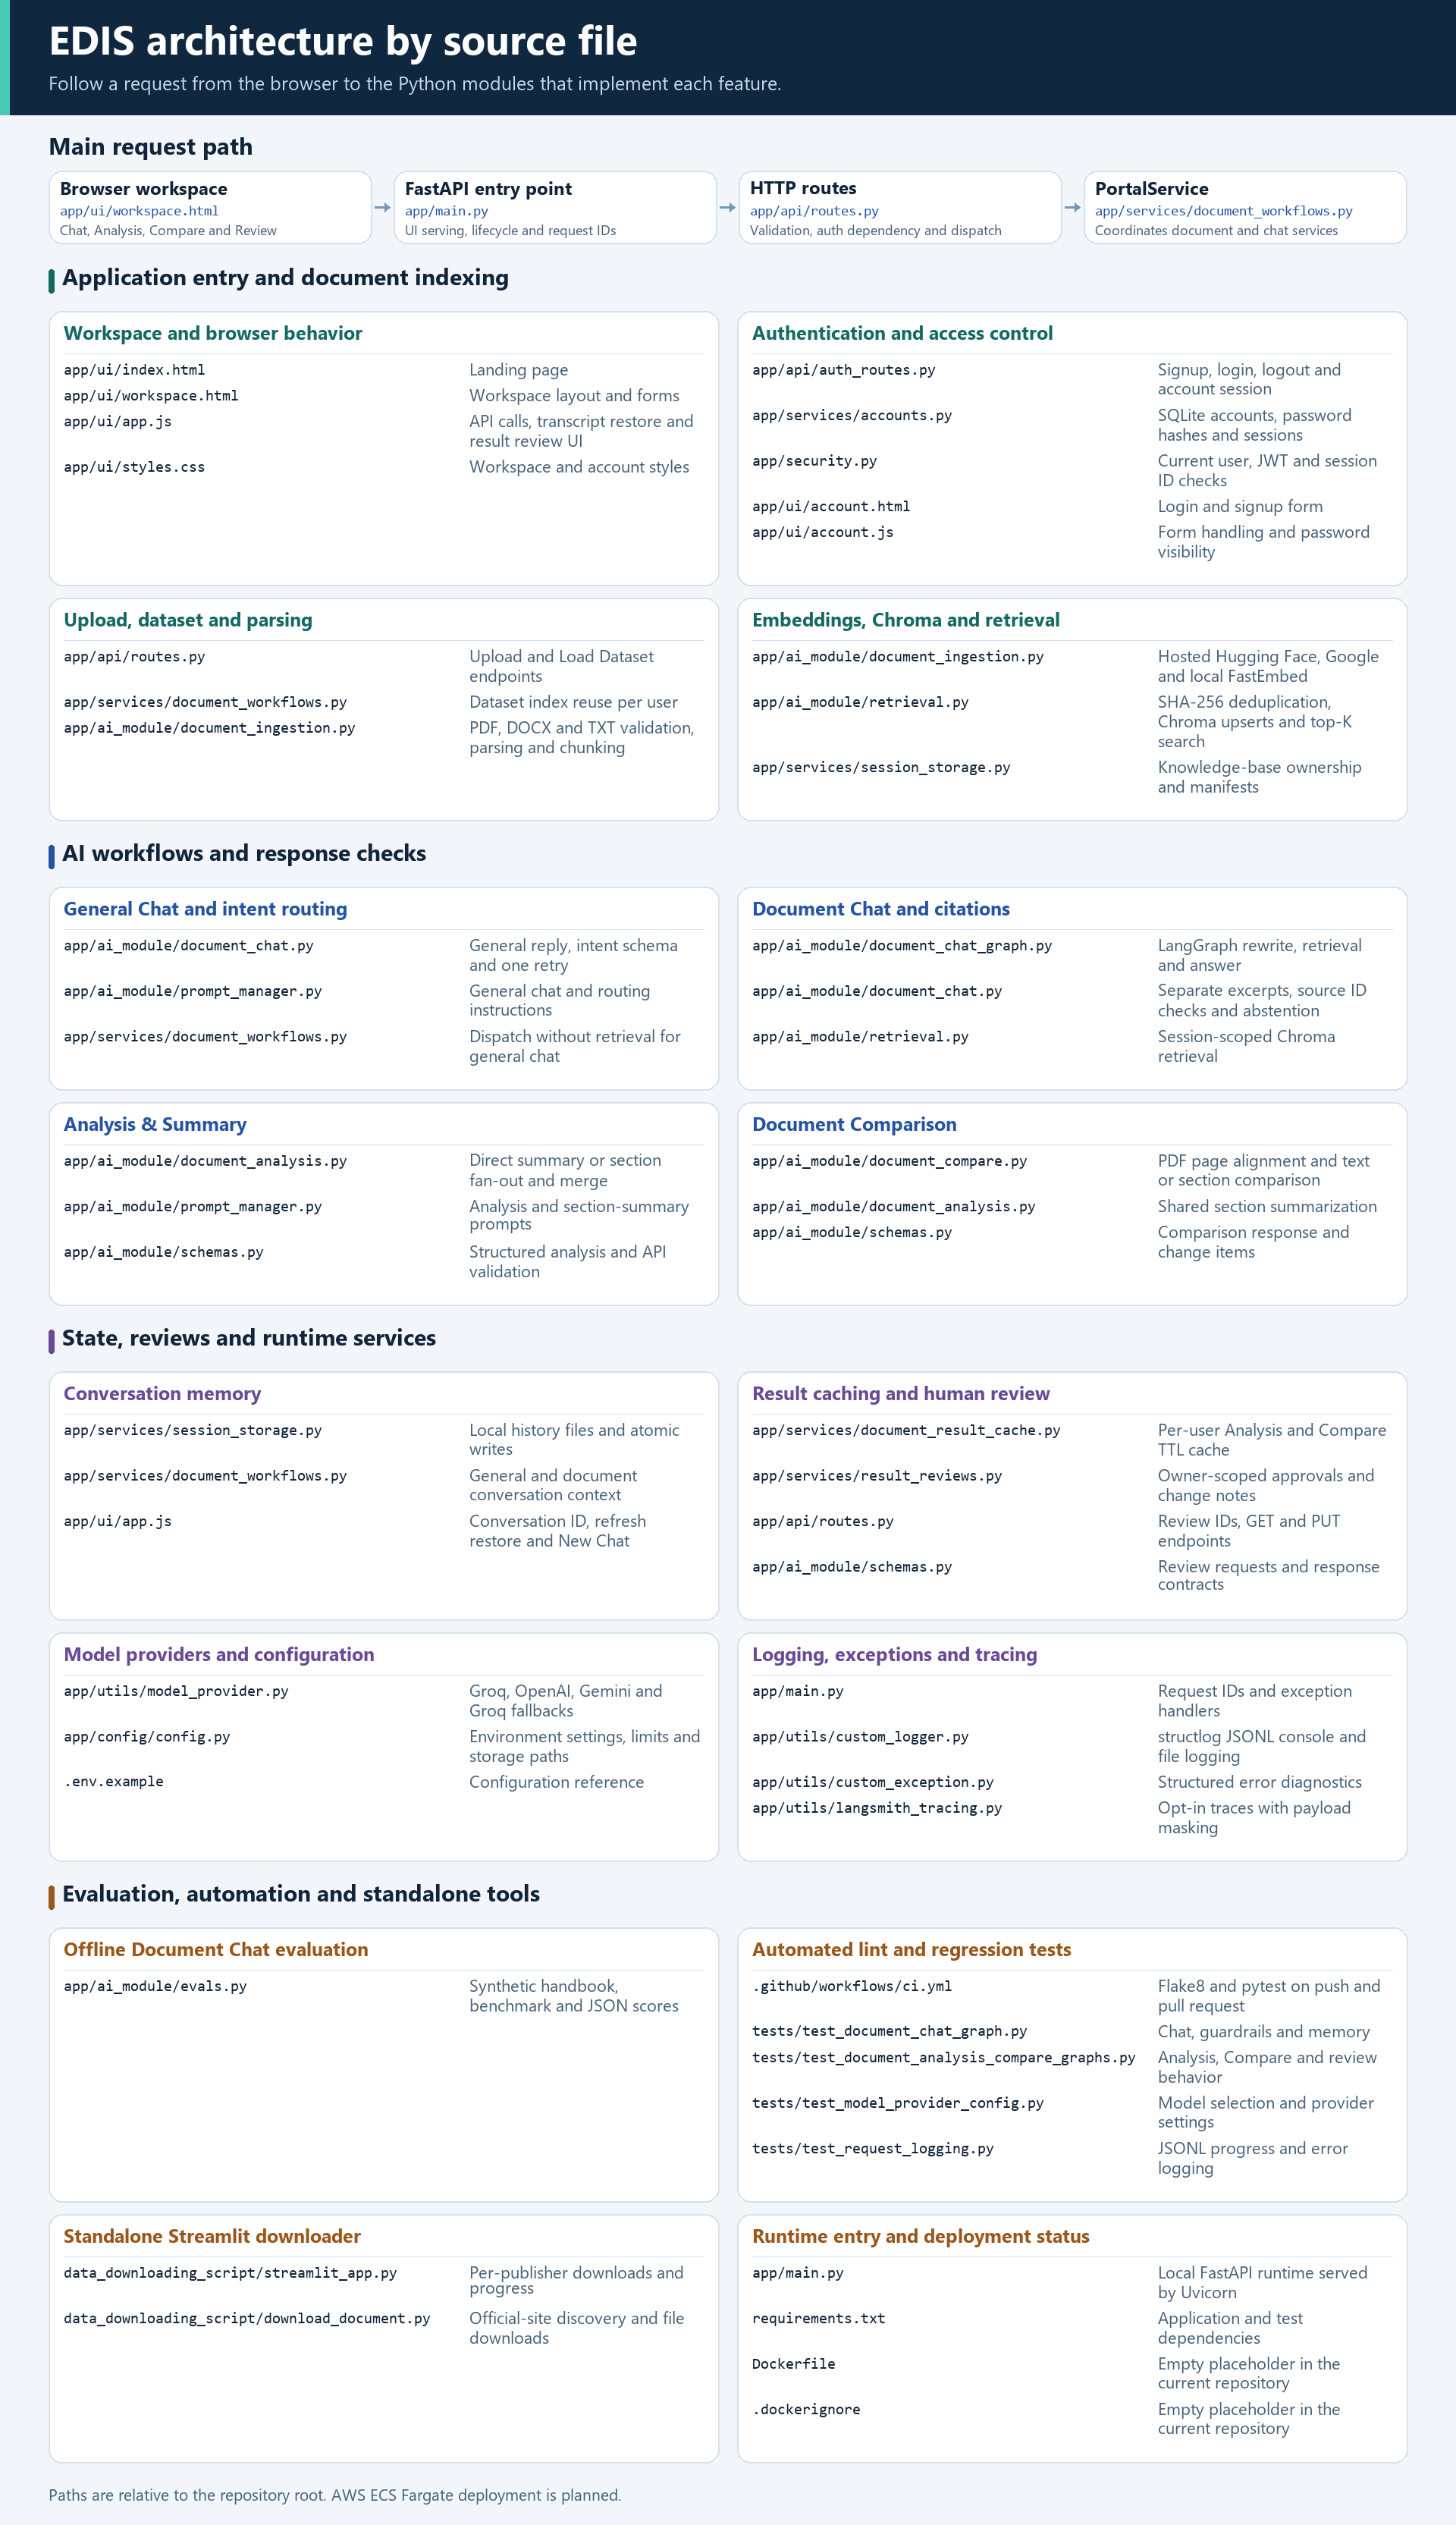 EDIS architecture by source file
Follow a request from the browser to the Python modules that implement each feature.
Main request path
Browser workspace
app/ui/workspace.html
Chat, Analysis, Compare and Review
FastAPI entry point
app/main.py
UI serving, lifecycle and request IDs
HTTP routes
app/api/routes.py
Validation, auth dependency and dispatch
PortalService
app/services/document_workflows.py
Coordinates document and chat services
Application entry and document indexing
Workspace and browser behavior
app/ui/index.html
Landing page
app/ui/workspace.html
Workspace layout and forms
app/ui/app.js
API calls, transcript restore and
result review UI
app/ui/styles.css
Workspace and account styles
Authentication and access control
app/api/auth_routes.py
Signup, login, logout and
account session
app/services/accounts.py
SQLite accounts, password
hashes and sessions
app/security.py
Current user, JWT and session
ID checks
app/ui/account.html
Login and signup form
app/ui/account.js
Form handling and password
visibility
Upload, dataset and parsing
app/api/routes.py
Upload and Load Dataset
endpoints
app/services/document_workflows.py
Dataset index reuse per user
app/ai_module/document_ingestion.py
PDF, DOCX and TXT validation,
parsing and chunking
Embeddings, Chroma and retrieval
app/ai_module/document_ingestion.py
Hosted Hugging Face, Google
and local FastEmbed
app/ai_module/retrieval.py
SHA-256 deduplication,
Chroma upserts and top-K
search
app/services/session_storage.py
Knowledge-base ownership
and manifests
AI workflows and response checks
General Chat and intent routing
app/ai_module/document_chat.py
General reply, intent schema
and one retry
app/ai_module/prompt_manager.py
General chat and routing
instructions
app/services/document_workflows.py
Dispatch without retrieval for
general chat
Document Chat and citations
app/ai_module/document_chat_graph.py
LangGraph rewrite, retrieval
and answer
app/ai_module/document_chat.py
Separate excerpts, source ID
checks and abstention
app/ai_module/retrieval.py
Session-scoped Chroma
retrieval
Analysis & Summary
app/ai_module/document_analysis.py
Direct summary or section
fan-out and merge
app/ai_module/prompt_manager.py
Analysis and section-summary
prompts
app/ai_module/schemas.py
Structured analysis and API
validation
Document Comparison
app/ai_module/document_compare.py
PDF page alignment and text
or section comparison
app/ai_module/document_analysis.py
Shared section summarization
app/ai_module/schemas.py
Comparison response and
change items
State, reviews and runtime services
Conversation memory
app/services/session_storage.py
Local history files and atomic
writes
app/services/document_workflows.py
General and document
conversation context
app/ui/app.js
Conversation ID, refresh
restore and New Chat
Result caching and human review
app/services/document_result_cache.py
Per-user Analysis and Compare
TTL cache
app/services/result_reviews.py
Owner-scoped approvals and
change notes
app/api/routes.py
Review IDs, GET and PUT
endpoints
app/ai_module/schemas.py
Review requests and response
contracts
Model providers and configuration
app/utils/model_provider.py
Groq, OpenAI, Gemini and
Groq fallbacks
app/config/config.py
Environment settings, limits and
storage paths
.env.example
Configuration reference
Logging, exceptions and tracing
app/main.py
Request IDs and exception
handlers
app/utils/custom_logger.py
structlog JSONL console and
file logging
app/utils/custom_exception.py
Structured error diagnostics
app/utils/langsmith_tracing.py
Opt-in traces with payload
masking
Evaluation, automation and standalone tools
Offline Document Chat evaluation
app/ai_module/evals.py
Synthetic handbook,
benchmark and JSON scores
Automated lint and regression tests
.github/workflows/ci.yml
Flake8 and pytest on push and
pull request
tests/test_document_chat_graph.py
Chat, guardrails and memory
tests/test_document_analysis_compare_graphs.py
Analysis, Compare and review
behavior
tests/test_model_provider_config.py
Model selection and provider
settings
tests/test_request_logging.py
JSONL progress and error
logging
Standalone Streamlit downloader
data_downloading_script/streamlit_app.py
Per-publisher downloads and
progress
data_downloading_script/download_document.py
Official-site discovery and file
downloads
Runtime entry and deployment status
app/main.py
Local FastAPI runtime served
by Uvicorn
requirements.txt
Application and test
dependencies
Dockerfile
Empty placeholder in the
current repository
.dockerignore
Empty placeholder in the
current repository
Paths are relative to the repository root. AWS ECS Fargate deployment is planned.